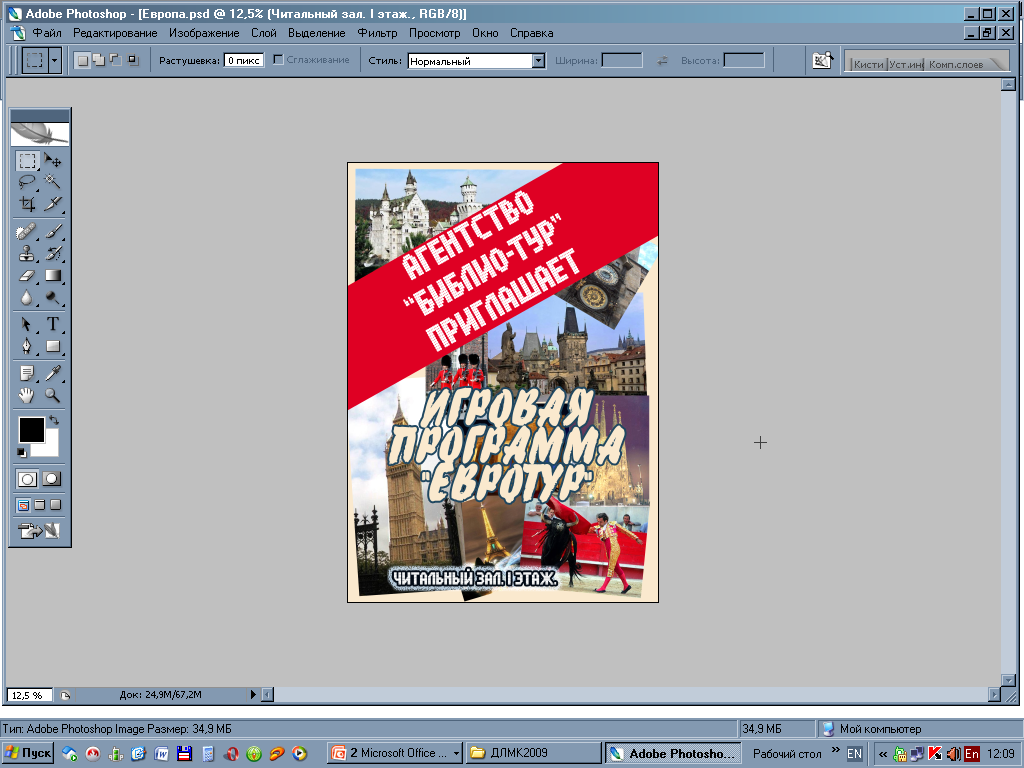 Adobe Photoshop - [Европа.psd @ 12,5% (Читальный зал. I этаж., RGB/8)]
Файл Редактирование Изображение Слой Выделение Фильтр Просмотр Окно Справка
Растушевка: 0 пикс Сглаживание Стиль: Нормальный Ширина: Высота: Кисти Уст.инс Комп.слоев
АГЕНТСТВО
"БИБЛИО-ТУР"
ПРИГЛАШАЕТ
ИГРОВАЯ
ПРОГРАММА
"ЕВРОТУР"
ЧИТАЛЬНЫЙ ЗАЛ. I ЭТАЖ.
12,5 % Док: 24,9M/67,2M
Тип: Adobe Photoshop Image Размер: 34,9 МБ 34,9 МБ Мой компьютер
Пуск 2 Microsoft Office ... ДЛМК2009 Adobe Photosho... Рабочий стол » EN « En 12:09